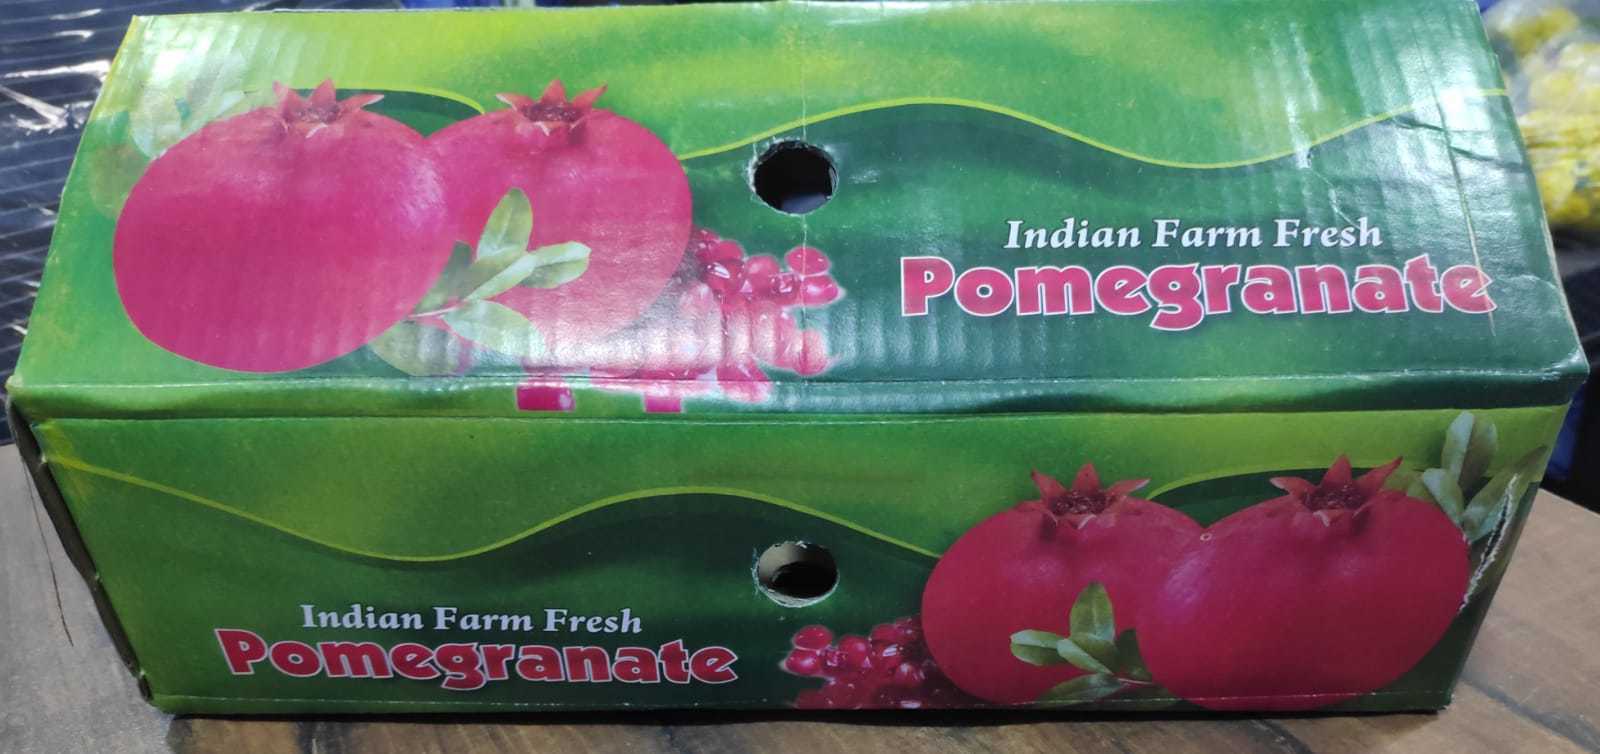 Indian Farm Fresh
Pomegranate
Indian Farm Fresh
Pomegranate